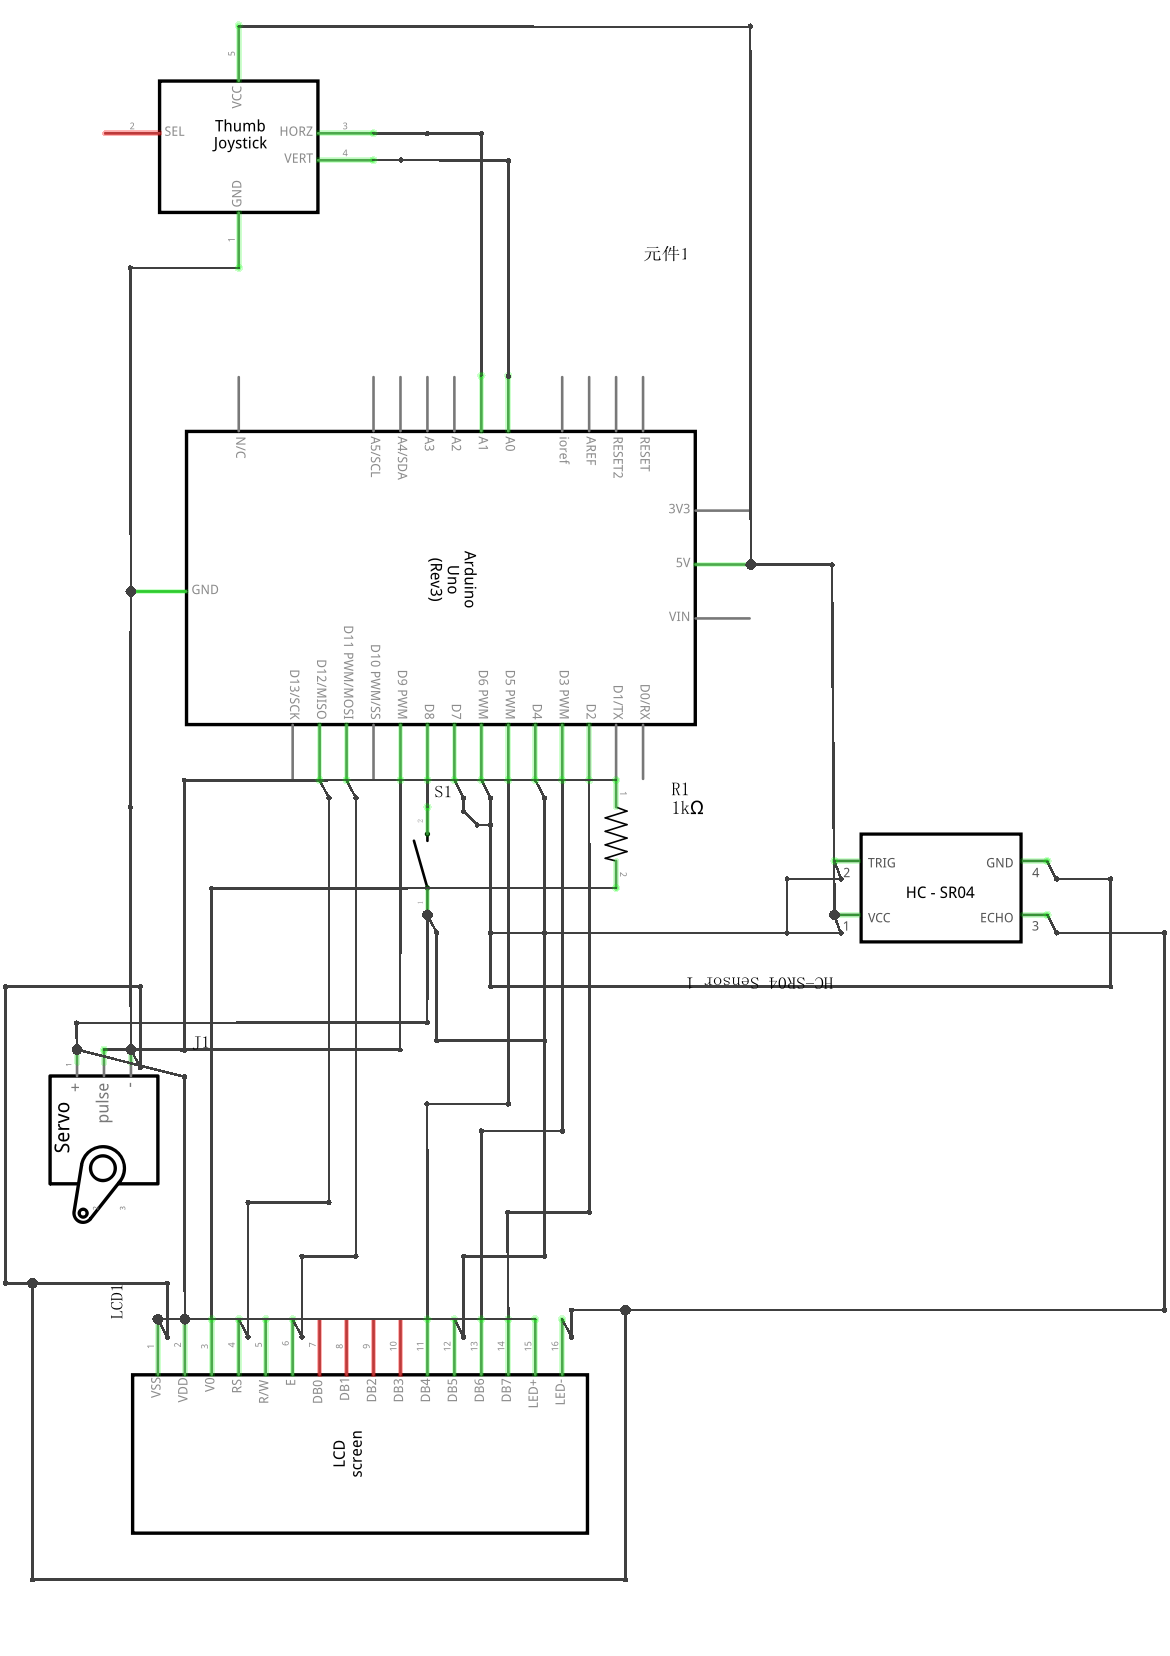 5
VCC
2
SEL
Thumb
Joystick
HORZ
3
VERT
4
GND
1
元件1
N/C
A5/SCL
A4/SDA
A3
A2
A1
A0
ioref
AREF
RESET2
RESET
3V3
5V
VIN
GND
Arduino
Uno
(Rev3)
D13/SCK
D12/MISO
D11 PWM/MOSI
D10 PWM/SS
D9 PWM
D8
D7
D6 PWM
D5 PWM
D4
D3 PWM
D2
D1/TX
D0/RX
S1
2
1
R1
1kΩ
1
2
TRIG
2
VCC
1
HC - SR04
GND
4
ECHO
3
HC-SR04 Sensor 1
J1
1
+
pulse
-
Servo
3
LCD1
1
2
3
4
5
6
7
8
9
10
11
12
13
14
15
16
VSS
VDD
V0
RS
R/W
E
DB0
DB1
DB2
DB3
DB4
DB5
DB6
DB7
LED+
LED-
LCD
screen